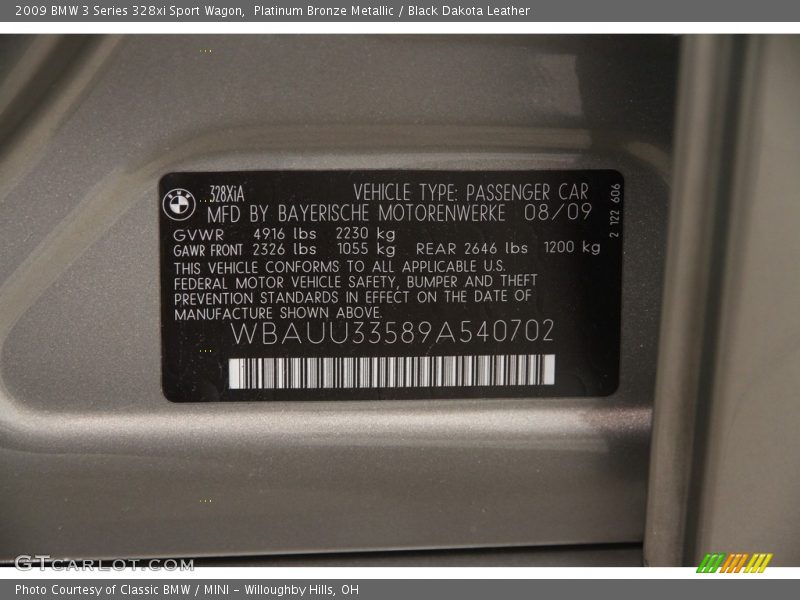 2009 BMW 3 Series 328xi Sport Wagon,  Platinum Bronze Metallic / Black Dakota Leather
BMW
328XiA
VEHICLE TYPE: PASSENGER CAR
MFD BY BAYERISCHE MOTORENWERKE 08/09
GVWR 4916 lbs 2230 kg
GAWR FRONT 2326 lbs 1055 kg REAR 2646 lbs 1200 kg
THIS VEHICLE CONFORMS TO ALL APPLICABLE U.S.
FEDERAL MOTOR VEHICLE SAFETY, BUMPER AND THEFT
PREVENTION STANDARDS IN EFFECT ON THE DATE OF
MANUFACTURE SHOWN ABOVE.
WBAUU33589A540702
2 122 606
GTCARLOT.COM
Photo Courtesy of Classic BMW / MINI - Willoughby Hills, OH